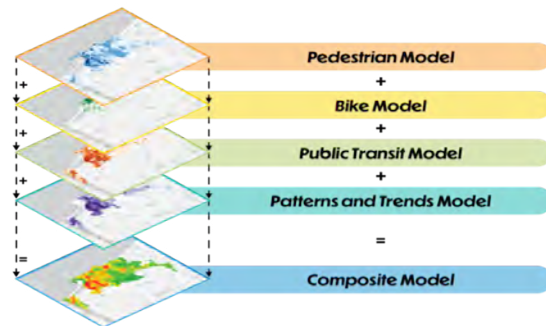 Pedestrian Model
+
+
Bike Model
+
+
Public Transit Model
+
+
Patterns and Trends Model
=
=
Composite Model